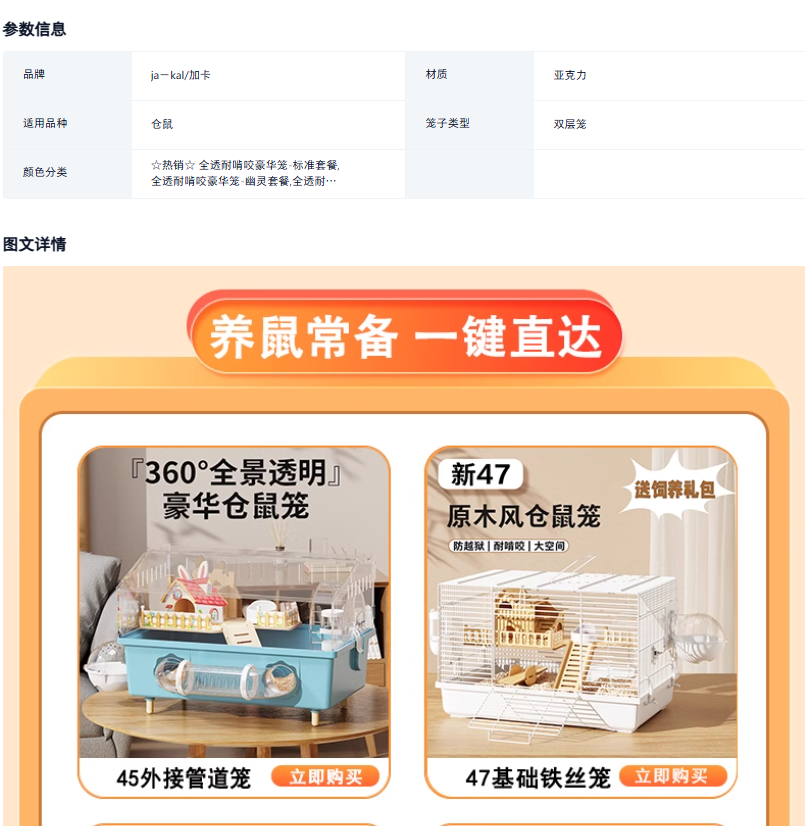 参数信息
品牌
ja一kal/加卡
材质
亚克力
适用品种
仓鼠
笼子类型
双层笼
颜色分类
☆热销☆ 全透耐啃咬豪华笼-标准套餐,
全透耐啃咬豪华笼-幽灵套餐,全透耐…
图文详情
养鼠常备 一键直达
『360°全景透明』
豪华仓鼠笼
45外接管道笼
立即购买
新47
送饲养礼包
原木风仓鼠笼
防越狱 | 耐啃咬 | 大空间
47基础铁丝笼
立即购买